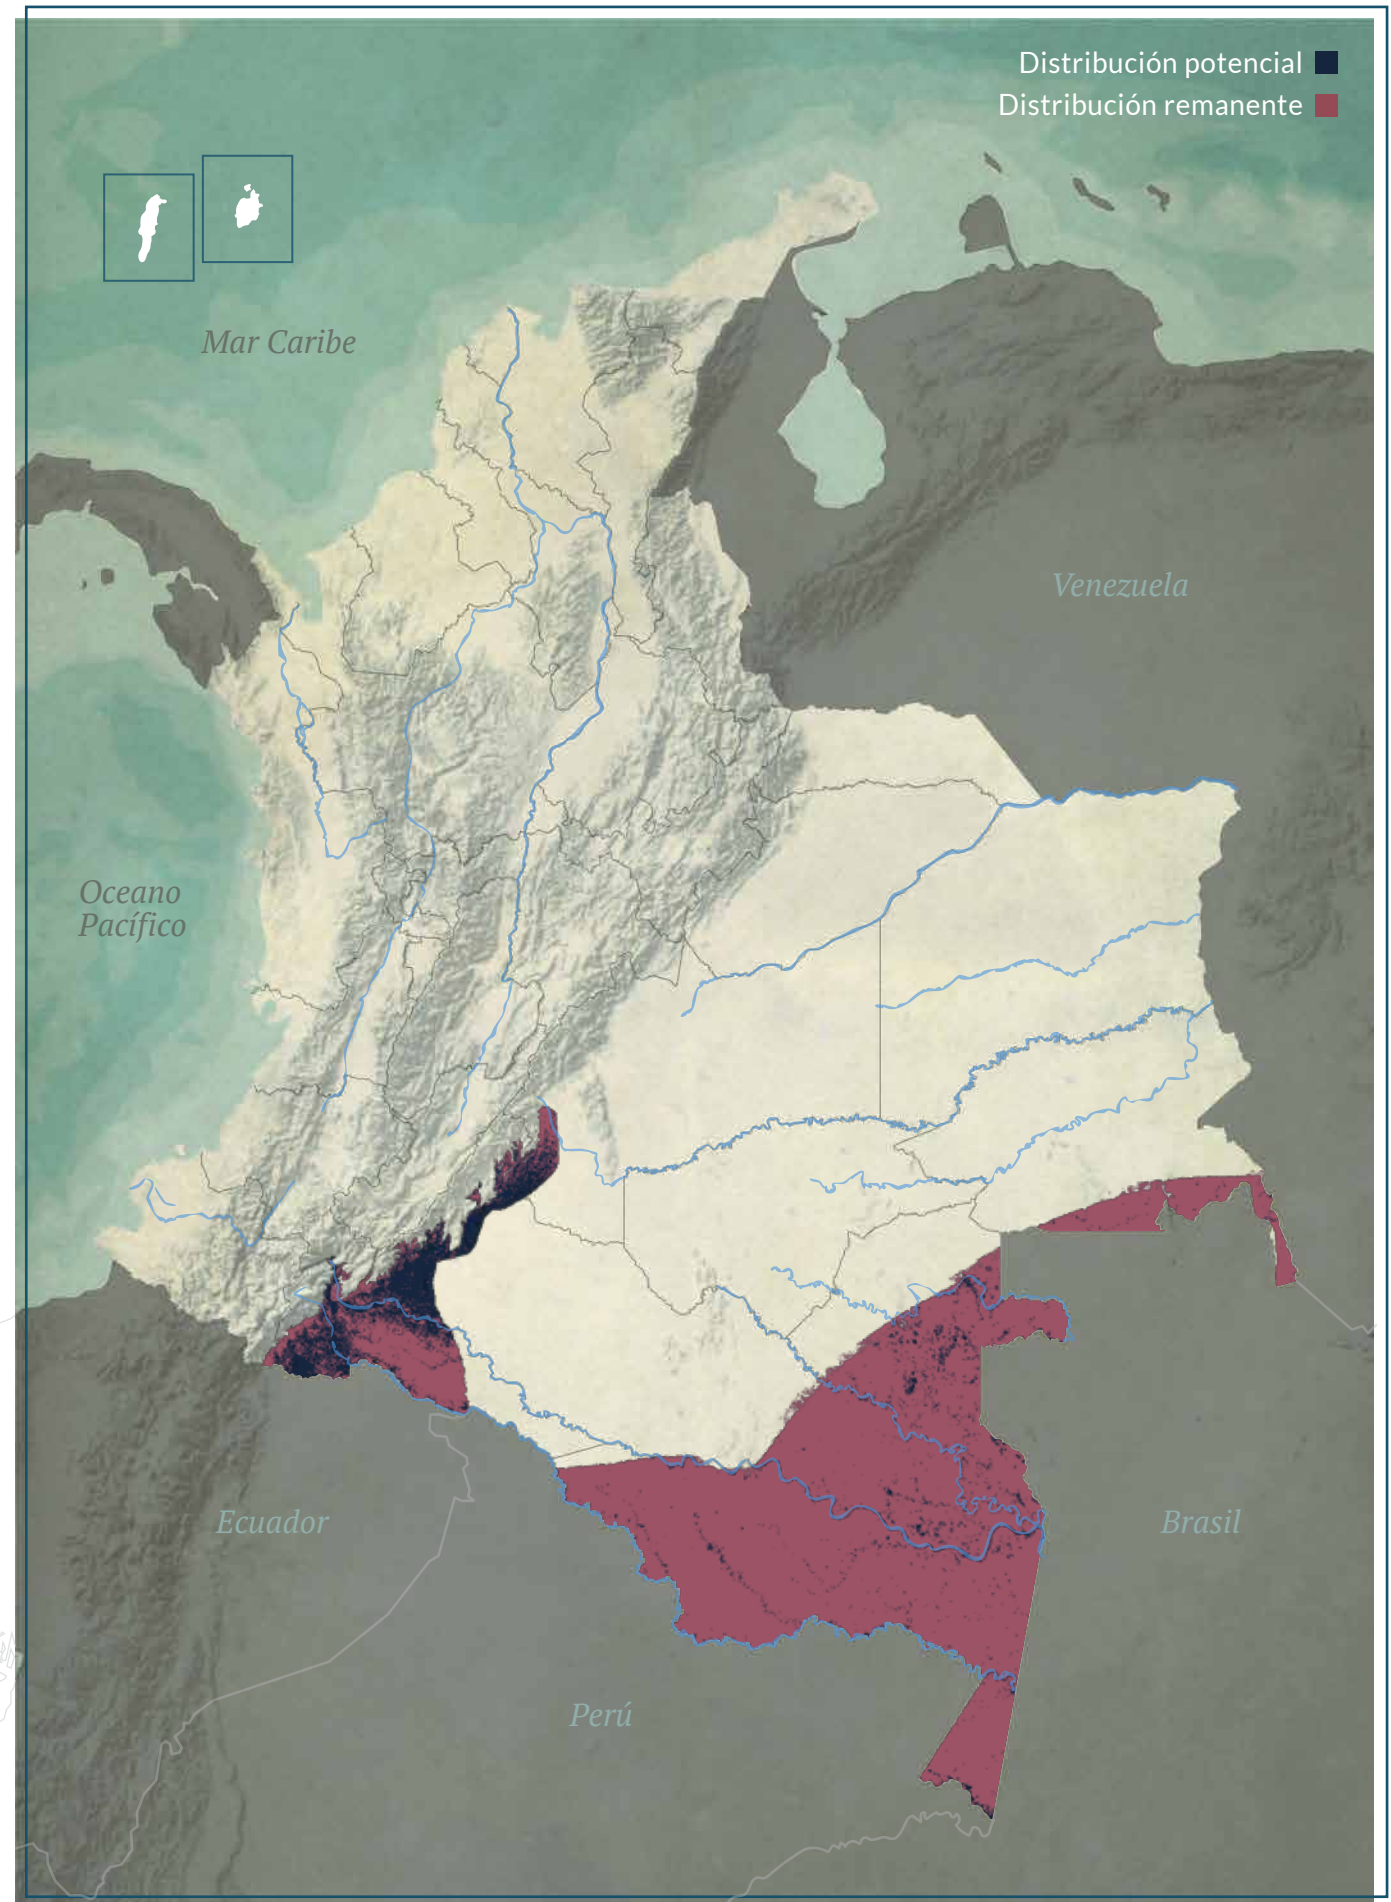 Distribución potencial
Distribución remanente
Mar Caribe
Venezuela
Oceano
Pacífico
Ecuador
Brasil
Perú